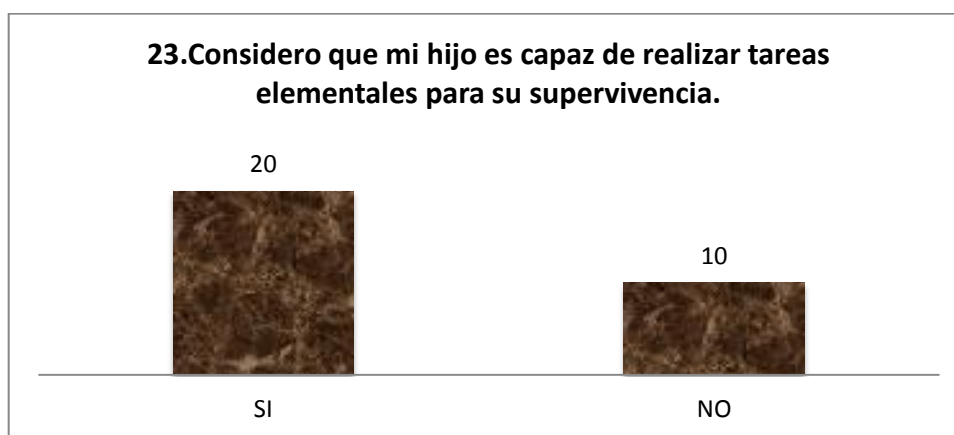 23.Considero que mi hijo es capaz de realizar tareas
elementales para su supervivencia.
20
10
SI
NO